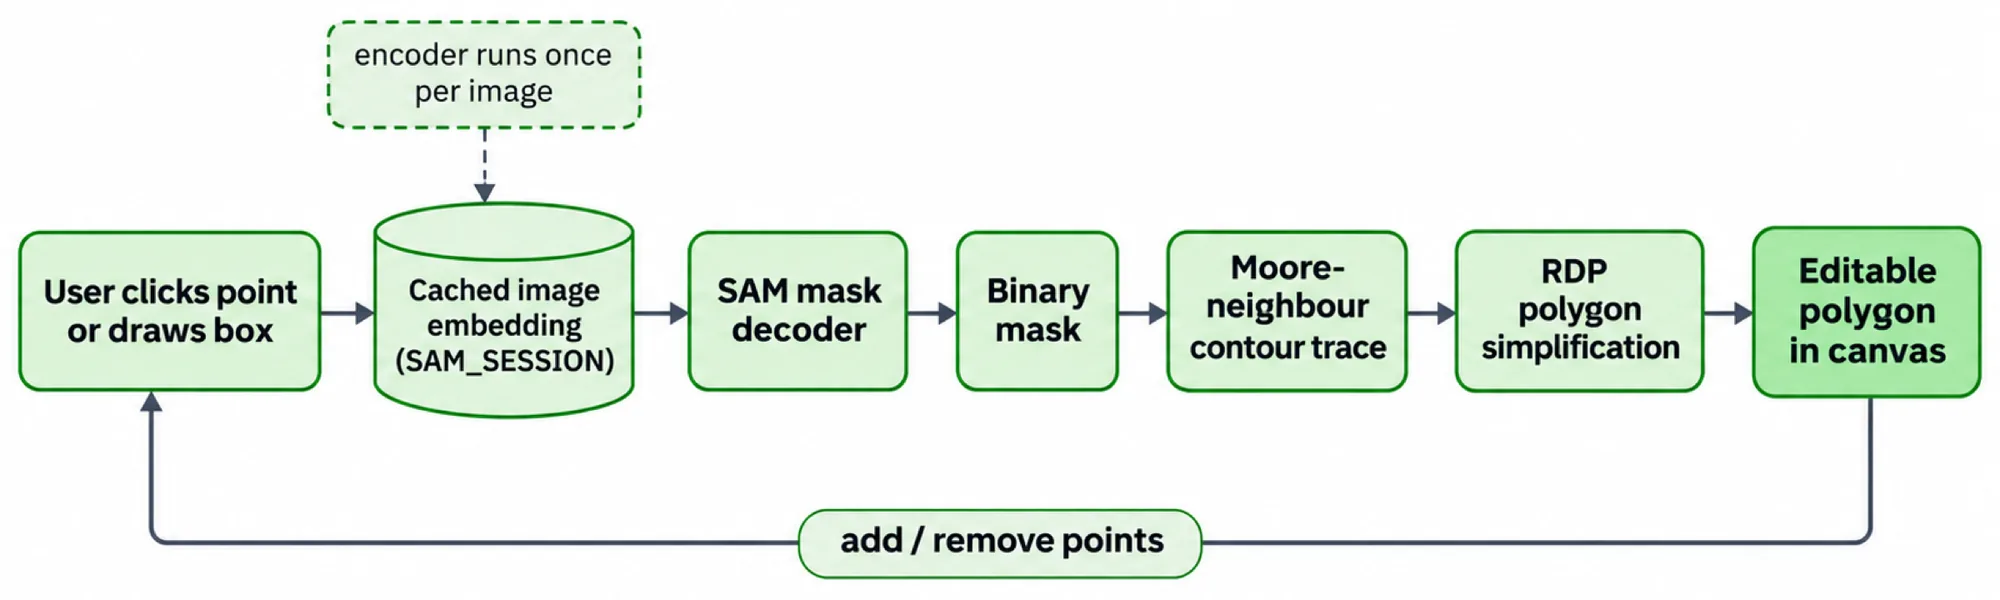 encoder runs once
per image
User clicks point
or draws box
Cached image
embedding
(SAM_SESSION)
SAM mask
decoder
Binary
mask
Moore-
neighbour
contour trace
RDP
polygon
simplification
Editable
polygon
in canvas
add / remove points